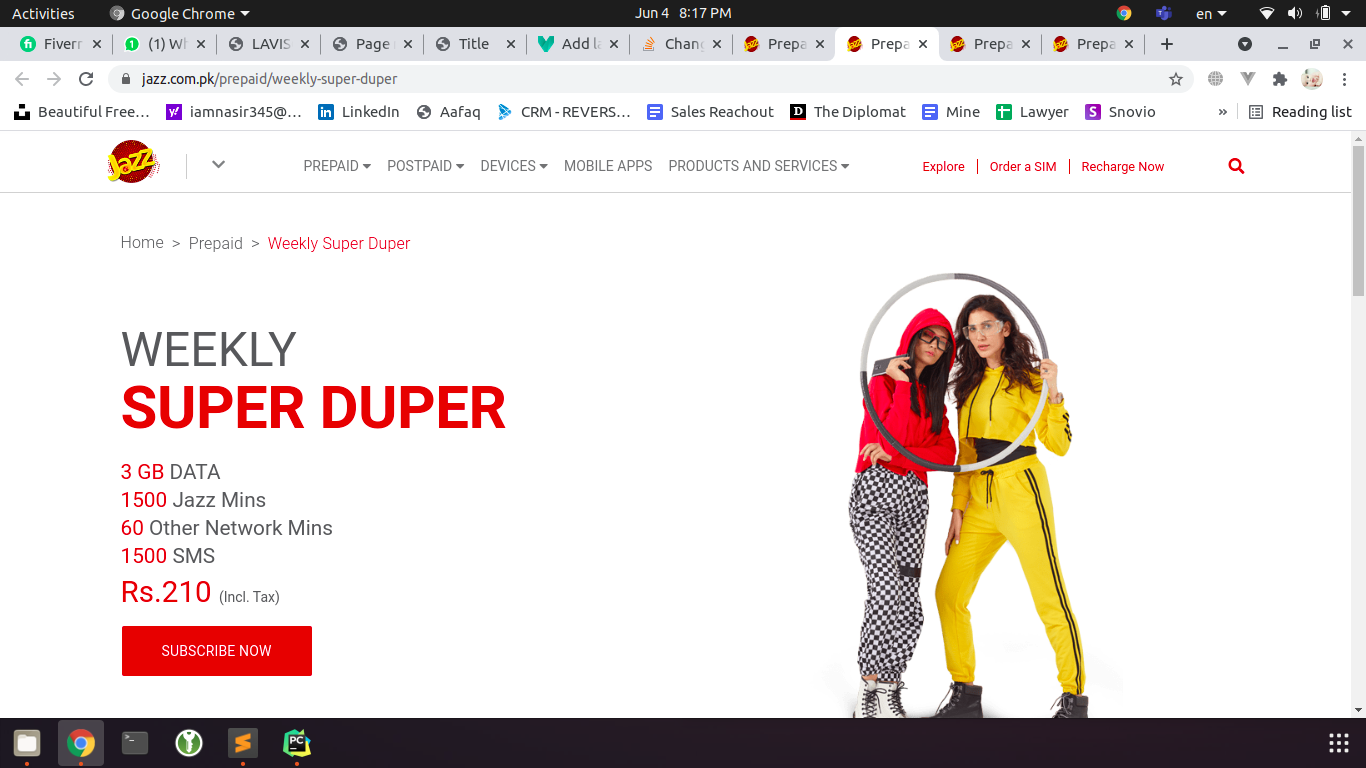 Activities
Google Chrome
Jun 4 8:17 PM
en
Fiverr
(1) Wh
LAVIS
Page
Title
Add la
Chang
Prepa
Prepa
Prepa
Prepa
jazz.com.pk/prepaid/weekly-super-duper
Beautiful Free…
iamnasir345@…
LinkedIn
Aafaq
CRM - REVERS…
Sales Reachout
The Diplomat
Mine
Lawyer
Snovio
»
Reading list
Jazz
PREPAID
POSTPAID
DEVICES
MOBILE APPS
PRODUCTS AND SERVICES
Explore
Order a SIM
Recharge Now
Home > Prepaid > Weekly Super Duper
WEEKLY
SUPER DUPER
3 GB DATA
1500 Jazz Mins
60 Other Network Mins
1500 SMS
Rs.210 (Incl. Tax)
SUBSCRIBE NOW